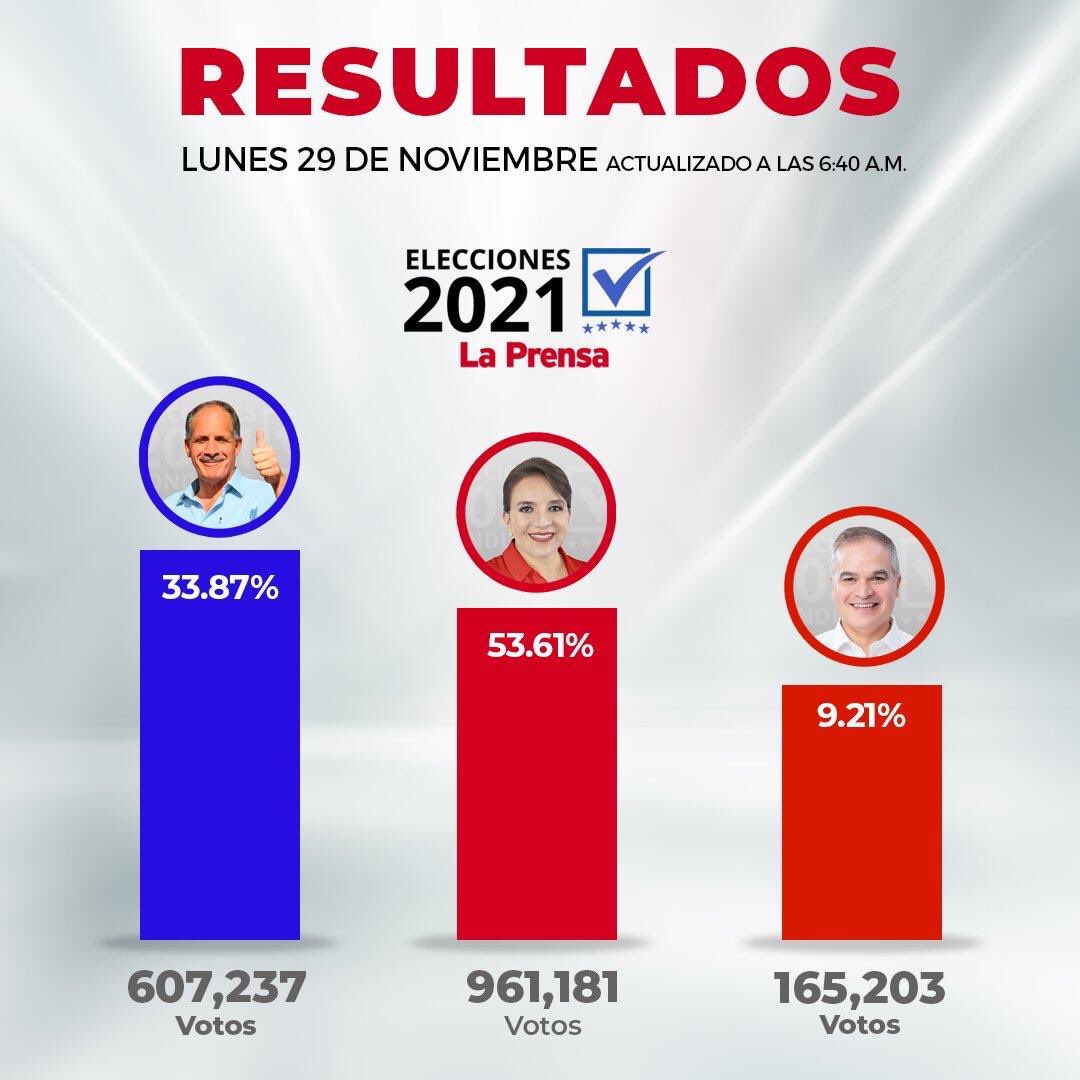 RESULTADOS
LUNES 29 DE NOVIEMBRE ACTUALIZADO A LAS 6:40 A.M.
ELECCIONES
2021
La Prensa
33.87%
53.61%
9.21%
607,237
Votos
961,181
Votos
165,203
Votos